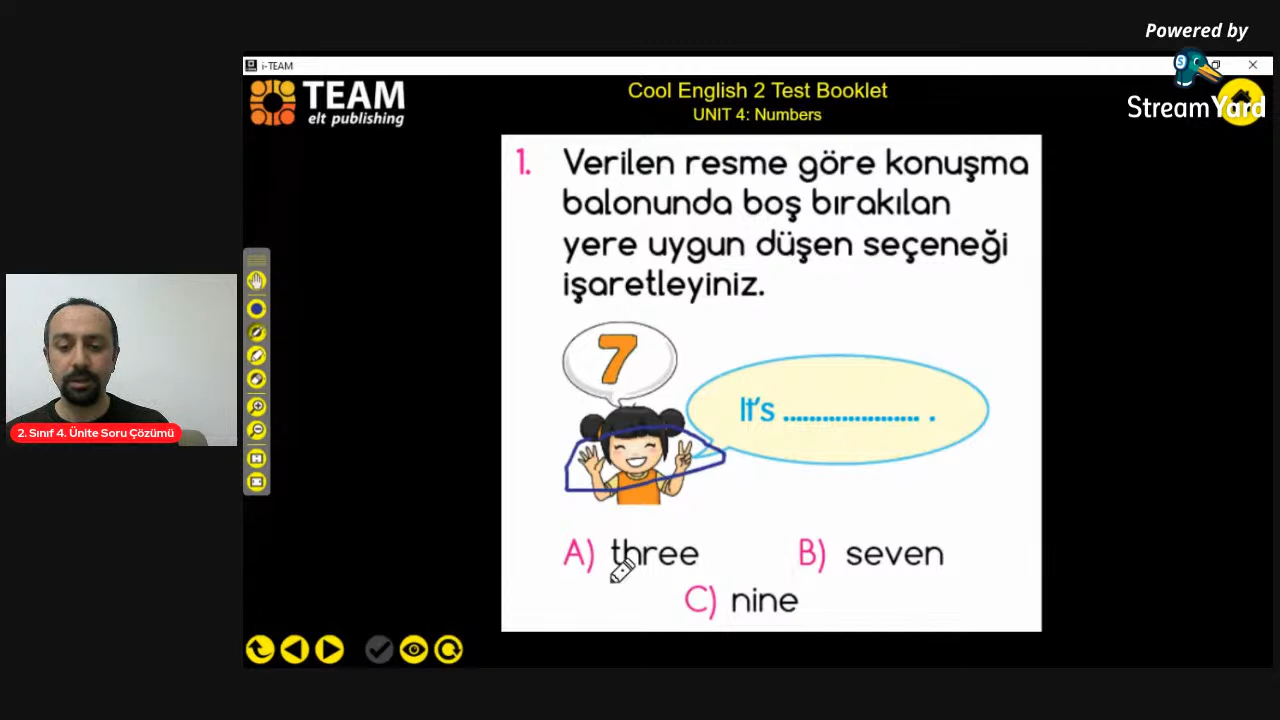 Powered by
StreamYard
i-TEAM
TEAM
elt publishing
Cool English 2 Test Booklet
UNIT 4: Numbers
1. Verilen resme göre konuşma
balonunda boş bırakılan
yere uygun düşen seçeneği
işaretleyiniz.
7
It's ..................... .
A) three B) seven
C) nine
2. Sınıf 4. Ünite Soru Çözümü